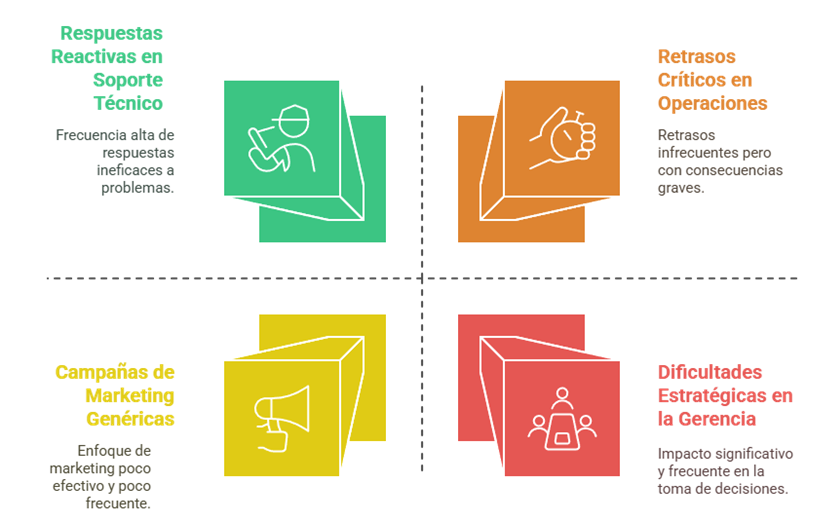 Respuestas
Reactivas en
Soporte
Técnico
Frecuencia alta de
respuestas
ineficaces a
problemas.
Retrasos
Críticos en
Operaciones
Retrasos
infrecuentes pero
con consecuencias
graves.
Campañas de
Marketing
Genéricas
Enfoque de
marketing poco
efectivo y poco
frecuente.
Dificultades
Estratégicas en
la Gerencia
Impacto significativo
y frecuente en la
toma de decisiones.